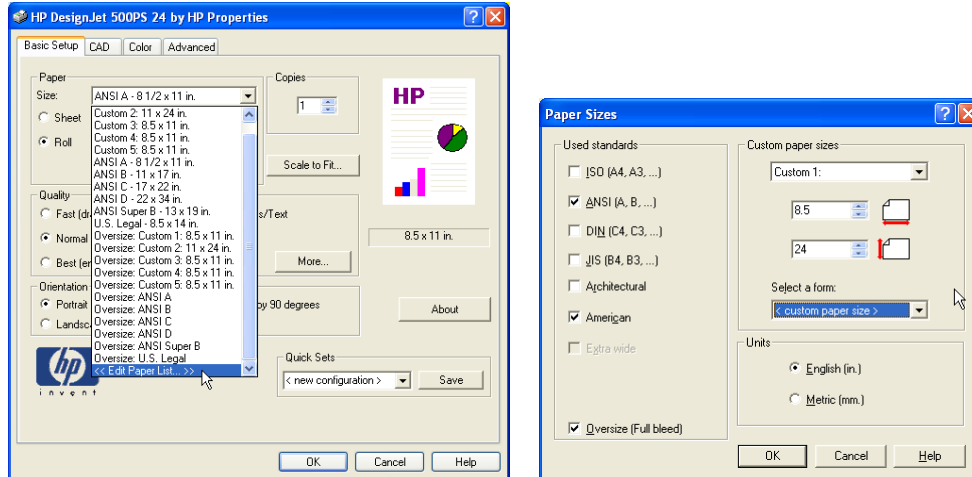 HP DesignJet 500PS 24 by HP Properties
Basic Setup
CAD
Color
Advanced
Paper
Size:
ANSI A - 8 1/2 x 11 in.
Sheet
Roll
Custom 2: 11 x 24 in.
Custom 3: 8.5 x 11 in.
Custom 4: 8.5 x 11 in.
Custom 5: 8.5 x 11 in.
ANSI A - 8 1/2 x 11 in.
ANSI B - 11 x 17 in.
ANSI C - 17 x 22 in.
ANSI D - 22 x 34 in.
ANSI Super B - 13 x 19 in.
U.S. Legal - 8.5 x 14 in.
Oversize: Custom 1: 8.5 x 11 in.
Oversize: Custom 2: 11 x 24 in.
Oversize: Custom 3: 8.5 x 11 in.
Oversize: Custom 4: 8.5 x 11 in.
Oversize: Custom 5: 8.5 x 11 in.
Oversize: ANSI A
Oversize: ANSI B
Oversize: ANSI C
Oversize: ANSI D
Oversize: ANSI Super B
Oversize: U.S. Legal
<< Edit Paper List... >>
Copies
1
Scale to Fit...
HP
8.5 x 11 in.
Quality
Fast (dr
Normal
Best (er
s/Text
More...
Orientation
Portrait
Landsc
by 90 degrees
About
hp
invent
Quick Sets
< new configuration >
Save
OK
Cancel
Help
Paper Sizes
Used standards
ISO (A4, A3, ...)
ANSI (A, B, ...)
DIN (C4, C3, ...)
JIS (B4, B3, ...)
Architectural
American
Extra wide
Oversize (Full bleed)
Custom paper sizes
Custom 1:
8.5
24
Select a form:
< custom paper size >
Units
English (in.)
Metric (mm.)
OK
Cancel
Help